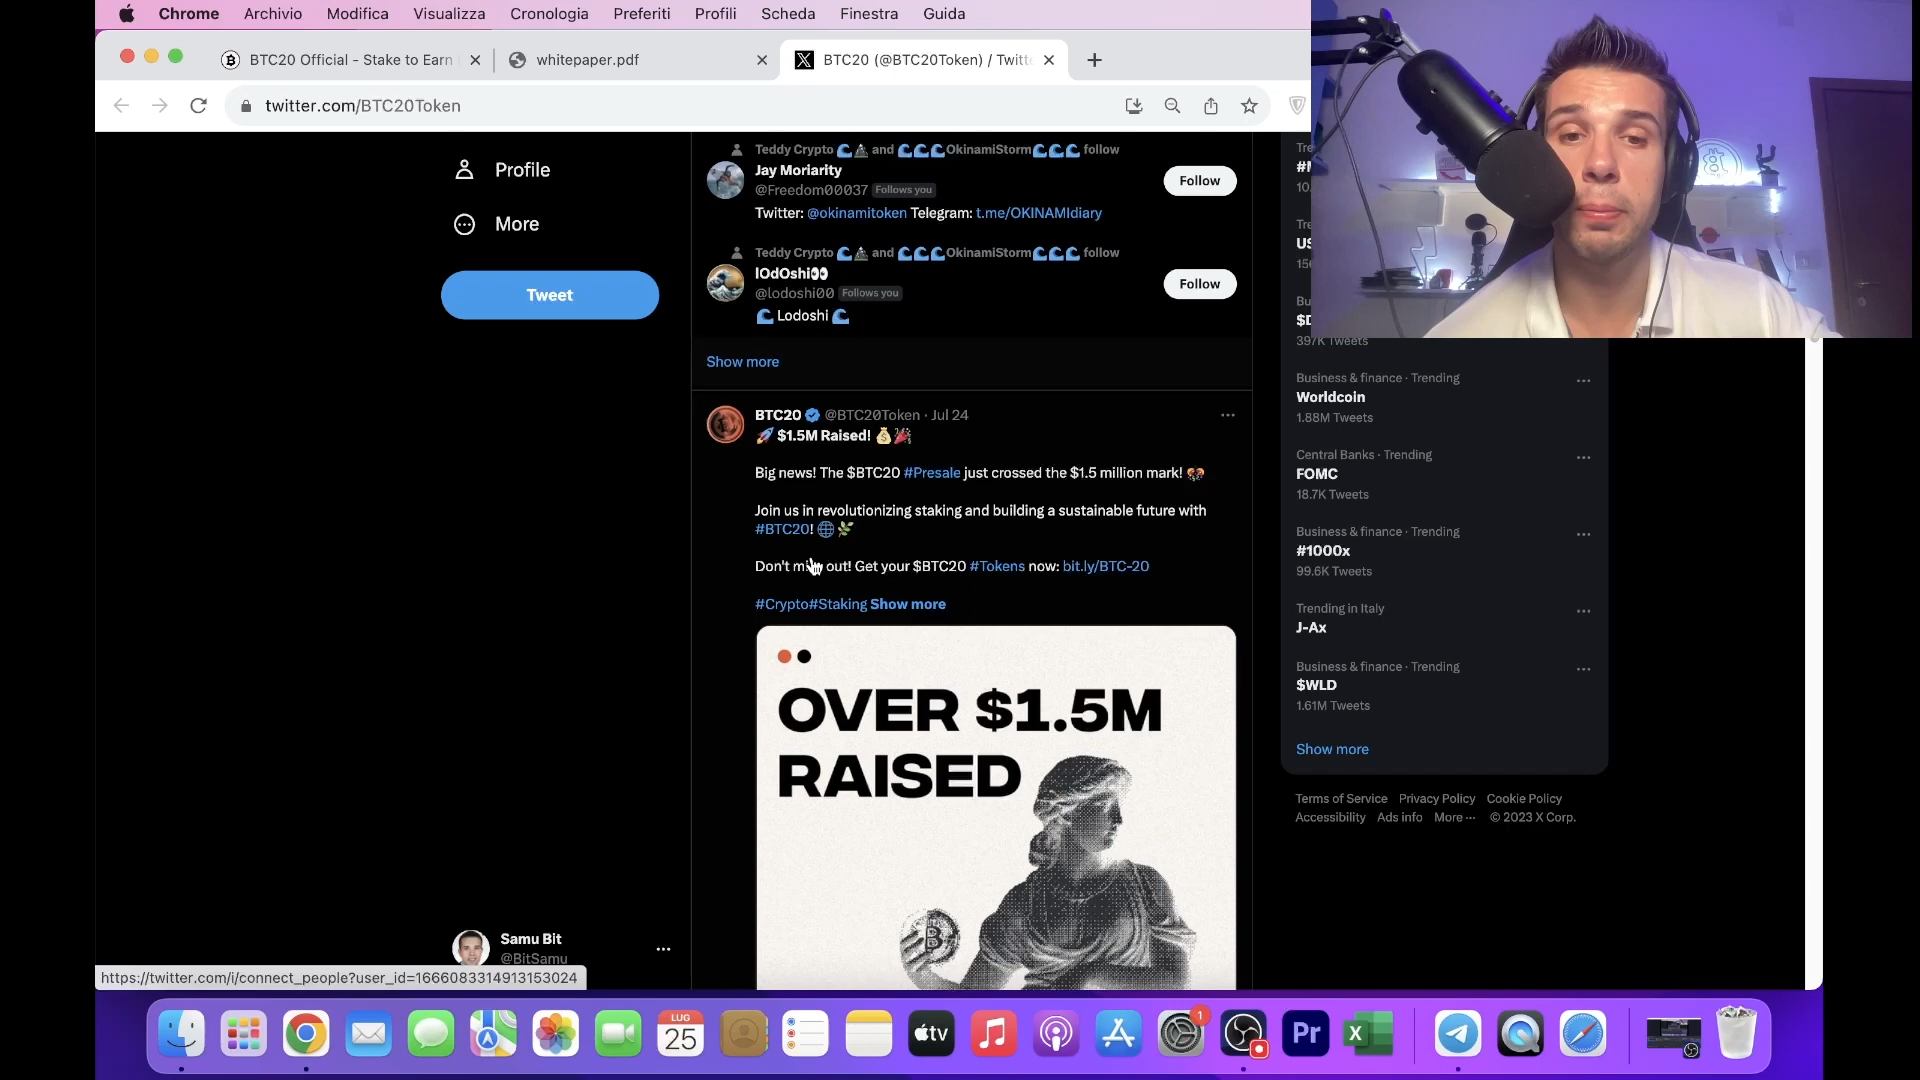 Chrome Archivio Modifica Visualizza Cronologia Preferiti Profili Scheda Finestra Guida
BTC20 Official - Stake to Earn
whitepaper.pdf
BTC20 (@BTC20Token) / Twitt
twitter.com/BTC20Token
Profile
More
Tweet
Teddy Crypto 🌊 and 🌊🌊🌊OkinamiStorm🌊🌊🌊 follow
Jay Moriarity
@Freedom00037 Follows you
Follow
Twitter: @okinamitoken Telegram: t.me/OKINAMIdiary
Teddy Crypto 🌊 and 🌊🌊🌊OkinamiStorm🌊🌊🌊 follow
lOdOshi👀
@lodoshi00 Follows you
Follow
🌊 Lodoshi 🌊
Show more
BTC20 @BTC20Token · Jul 24
🚀 $1.5M Raised! 💰🎉
Big news! The $BTC20 #Presale just crossed the $1.5 million mark! 🎊
Join us in revolutionizing staking and building a sustainable future with
#BTC20! 🌐🌿
Don't out! Get your $BTC20 #Tokens now: bit.ly/BTC-20
#Crypto#Staking Show more
OVER $1.5M
RAISED
397K Tweets
Business & finance · Trending
Worldcoin
1.88M Tweets
Central Banks · Trending
FOMC
18.7K Tweets
Business & finance · Trending
#1000x
99.6K Tweets
Trending in Italy
J-Ax
Business & finance · Trending
$WLD
1.61M Tweets
Show more
Terms of Service Privacy Policy Cookie Policy
Accessibility Ads info More ··· © 2023 X Corp.
Samu Bit
@BitSamu
https://twitter.com/i/connect_people?user_id=1666083314913153024
LUG
25
tv
1
Pr
X